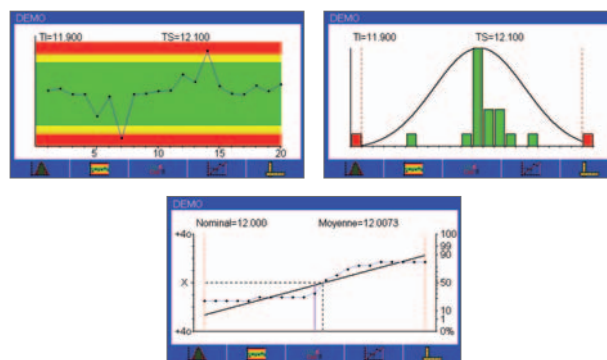 DEMO
TI=11.900 TS=12.100
5 10 15 20
DEMO
TI=11.900 TS=12.100
DEMO
Nominal=12.000 Moyenne=12.0073
+4σ 100
99
90
X 50
10
1
+4σ 0%